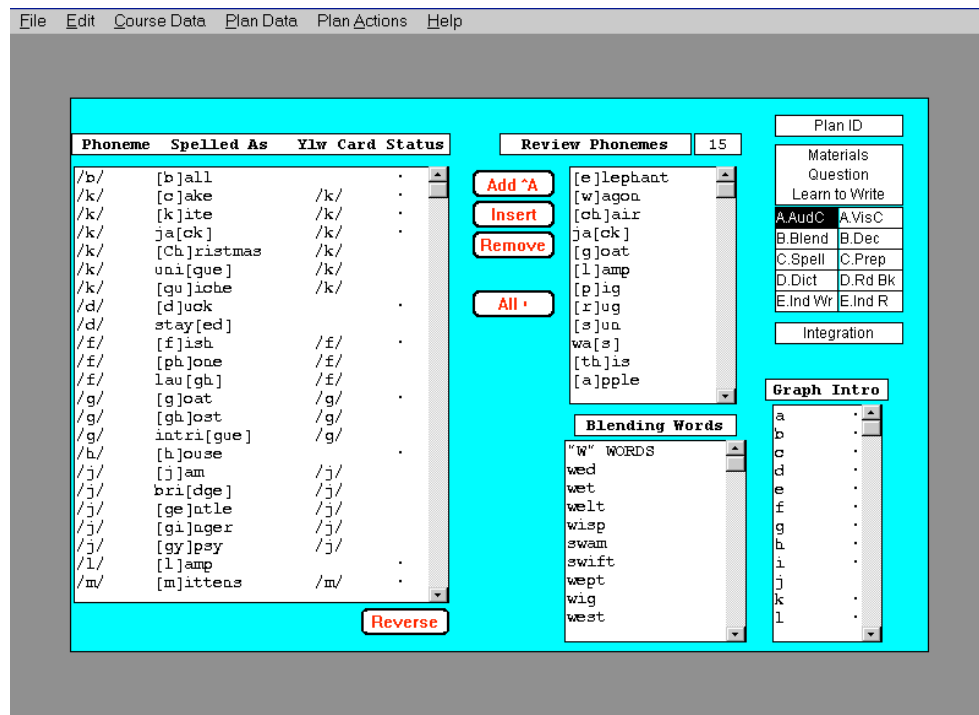 File Edit Course Data Plan Data Plan Actions Help
Phoneme Spelled As Ylw Card Status
/b/ [b]all ·
/k/ [c]ake /k/ ·
/k/ [k]ite /k/ ·
/k/ ja[ck] /k/ ·
/k/ [Ch]ristmas /k/
/k/ uni[que] /k/
/k/ [qu]iche /k/
/d/ [d]uck ·
/d/ stay[ed]
/f/ [f]ish /f/ ·
/f/ [ph]one /f/
/f/ lau[gh] /f/
/g/ [g]oat /g/ ·
/g/ [gh]ost /g/
/g/ intri[gue] /g/
/h/ [h]ouse ·
/j/ [j]am /j/
/j/ bri[dge] /j/
/j/ [ge]ntle /j/
/j/ [gi]nger /j/
/j/ [gy]psy /j/
/l/ [l]amp ·
/m/ [m]ittens /m/ ·
Reverse
Add ^A
Insert
Remove
All ·
Review Phonemes 15
[e]lephant
[w]agon
[ch]air
ja[ck]
[g]oat
[l]amp
[p]ig
[r]ug
[s]un
wa[s]
[th]is
[a]pple
Blending Words
"W" WORDS
wed
wet
welt
wisp
swam
swift
wept
wig
west
Plan ID
Materials
Question
Learn to Write
A.AudC A.VisC
B.Blend B.Dec
C.Spell C.Prep
D.Dict D.Rd Bk
E.Ind Wr E.Ind R
Integration
Graph Intro
a ·
b ·
c ·
d ·
e ·
f ·
g ·
h ·
i ·
j
k ·
l ·